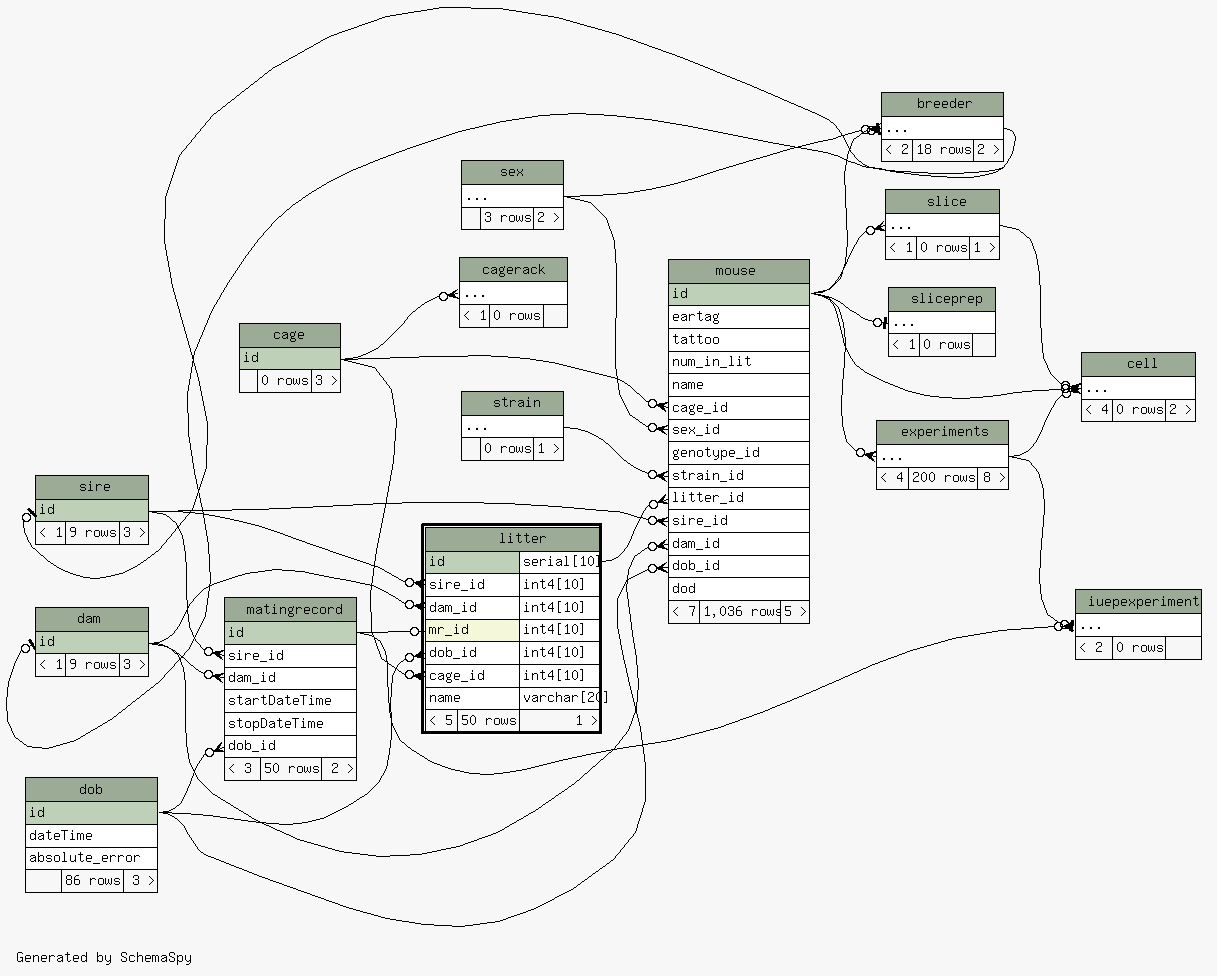 breeder
...
< 2 18 rows 2 >
sex
...
3 rows 2 >
slice
...
< 1 0 rows 1 >
cagerack
...
< 1 0 rows
mouse
id
eartag
tattoo
num_in_lit
name
cage_id
sex_id
genotype_id
strain_id
litter_id
sire_id
dam_id
dob_id
dod
< 7 1,036 rows 5 >
sliceprep
...
< 1 0 rows
cage
id
0 rows 3 >
cell
...
< 4 0 rows 2 >
strain
...
0 rows 1 >
experiments
...
< 4 200 rows 8 >
sire
id
< 1 9 rows 3 >
litter
id serial[10]
sire_id int4[10]
dam_id int4[10]
mr_id int4[10]
dob_id int4[10]
cage_id int4[10]
name varchar[20]
< 5 50 rows 1 >
dam
id
< 1 9 rows 3 >
matingrecord
id
sire_id
dam_id
startDateTime
stopDateTime
dob_id
< 3 50 rows 2 >
iuepexperiment
...
< 2 0 rows
dob
id
dateTime
absolute_error
86 rows 3 >
Generated by SchemaSpy